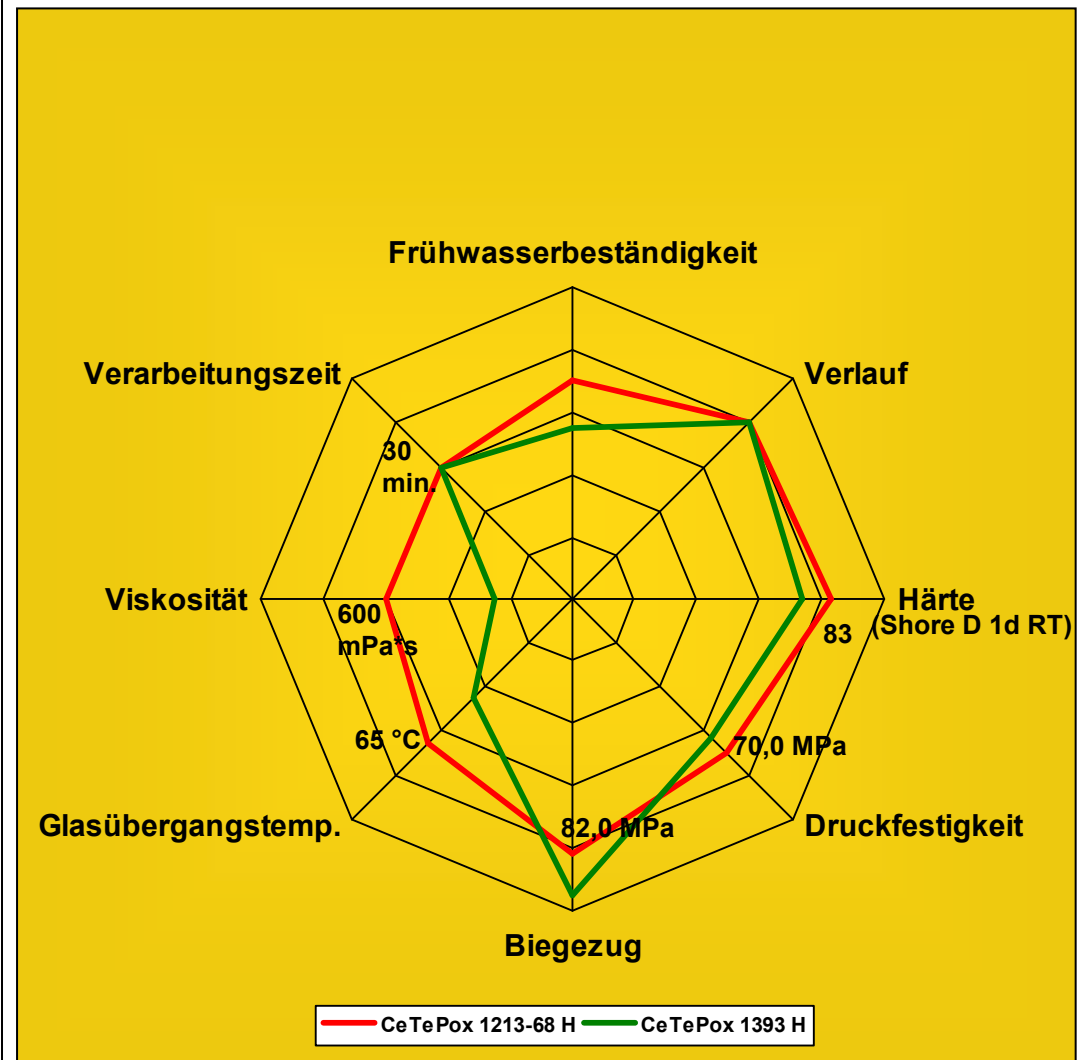 Frühwasserbeständigkeit
Verarbeitungszeit
Verlauf
30
min.
Viskosität
600
mPa*s
Härte
(Shore D 1d RT)
83
65 °C
70,0 MPa
Glasübergangstemp.
82,0 MPa
Druckfestigkeit
Biegezug
CeTePox 1213-68 H
CeTePox 1393 H